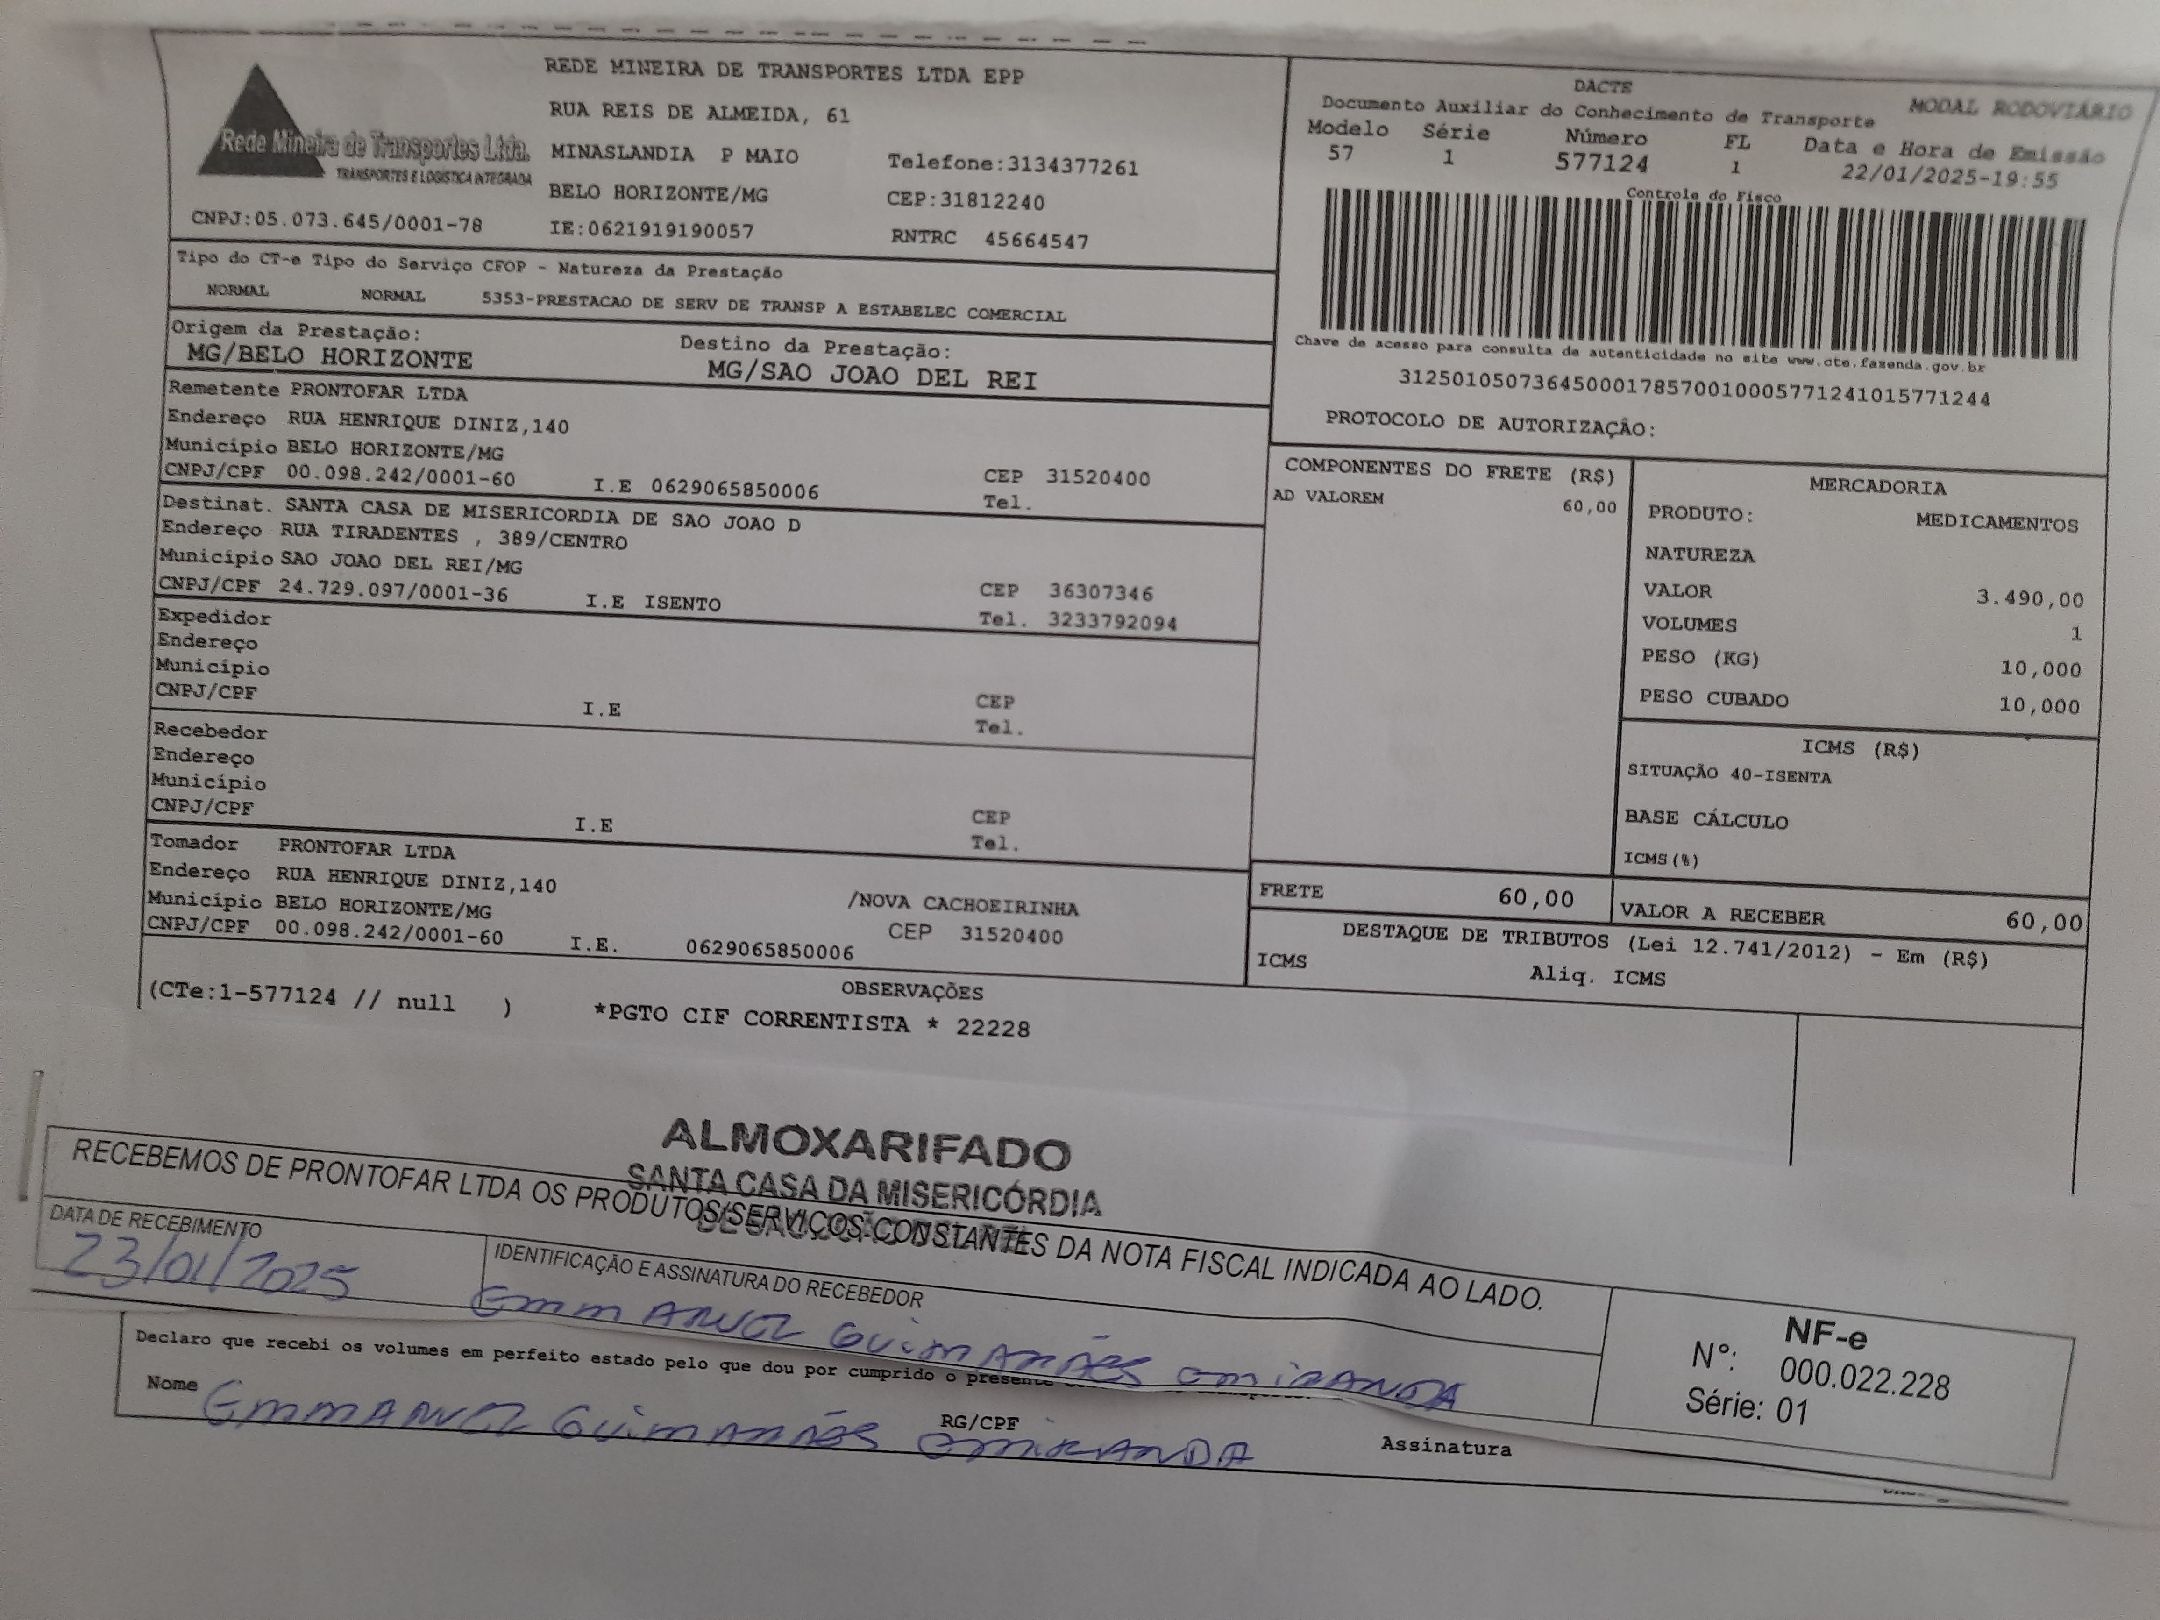 Rede Mineira de Transportes Ltda.
TRANSPORTES E LOGÍSTICA INTEGRADA
CNPJ:05.073.645/0001-78
REDE MINEIRA DE TRANSPORTES LTDA EPP
RUA REIS DE ALMEIDA, 61
MINASLANDIA P MAIO Telefone:3134377261
BELO HORIZONTE/MG CEP:31812240
IE:0621919190057 RNTRC 45664547
DACTE
Documento Auxiliar do Conhecimento de Transporte MODAL RODOVIÁRIO
Modelo Série Número FL Data e Hora de Emissão
57 1 577124 1 22/01/2025-19:55
Controle do Fisco
Chave de acesso para consulta de autenticidade no site www.cte.fazenda.gov.br
31250105073645000178570010005771241015771244
PROTOCOLO DE AUTORIZAÇÃO:
Tipo do CT-e Tipo do Serviço CFOP - Natureza da Prestação
NORMAL NORMAL 5353-PRESTACAO DE SERV DE TRANSP A ESTABELEC COMERCIAL
Origem da Prestação: Destino da Prestação:
MG/BELO HORIZONTE MG/SAO JOAO DEL REI
Remetente PRONTOFAR LTDA
Endereço RUA HENRIQUE DINIZ,140
Município BELO HORIZONTE/MG CEP 31520400
CNPJ/CPF 00.098.242/0001-60 I.E 0629065850006 Tel.
Destinat. SANTA CASA DE MISERICORDIA DE SAO JOAO D
Endereço RUA TIRADENTES , 389/CENTRO
Município SAO JOAO DEL REI/MG CEP 36307346
CNPJ/CPF 24.729.097/0001-36 I.E ISENTO Tel. 3233792094
Expedidor
Endereço
Município CEP
CNPJ/CPF I.E Tel.
Recebedor
Endereço
Município CEP
CNPJ/CPF I.E Tel.
Tomador PRONTOFAR LTDA
Endereço RUA HENRIQUE DINIZ,140 /NOVA CACHOEIRINHA
Município BELO HORIZONTE/MG CEP 31520400
CNPJ/CPF 00.098.242/0001-60 I.E. 0629065850006
COMPONENTES DO FRETE (R$)
AD VALOREM 60,00
MERCADORIA
PRODUTO: MEDICAMENTOS
NATUREZA
VALOR 3.490,00
VOLUMES 1
PESO (KG) 10,000
PESO CUBADO 10,000
ICMS (R$)
SITUAÇÃO 40-ISENTA
BASE CÁLCULO
ICMS(%)
FRETE 60,00 VALOR A RECEBER 60,00
DESTAQUE DE TRIBUTOS (Lei 12.741/2012) - Em (R$)
ICMS Aliq. ICMS
OBSERVAÇÕES
(CTe:1-577124 // null ) *PGTO CIF CORRENTISTA * 22228
ALMOXARIFADO
SANTA CASA DA MISERICÓRDIA
RECEBEMOS DE PRONTOFAR LTDA OS PRODUTOS/SERVIÇOS CONSTANTES DA NOTA FISCAL INDICADA AO LADO.
DATA DE RECEBIMENTO IDENTIFICAÇÃO E ASSINATURA DO RECEBEDOR
23/01/2025 Emmanuel Guimarães Miranda
NF-e
Nº: 000.022.228
Série: 01
Declaro que recebi os volumes em perfeito estado pelo que dou por cumprido o presente
Nome Emmanuel Guimarães Miranda RG/CPF Assinatura